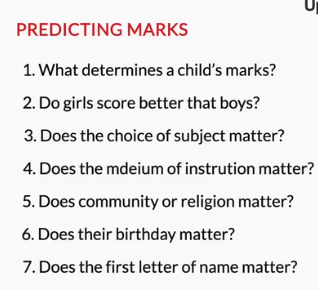 PREDICTING MARKS
1. What determines a child's marks?
2. Do girls score better that boys?
3. Does the choice of subject matter?
4. Does the mdeium of instrution matter?
5. Does community or religion matter?
6. Does their birthday matter?
7. Does the first letter of name matter?